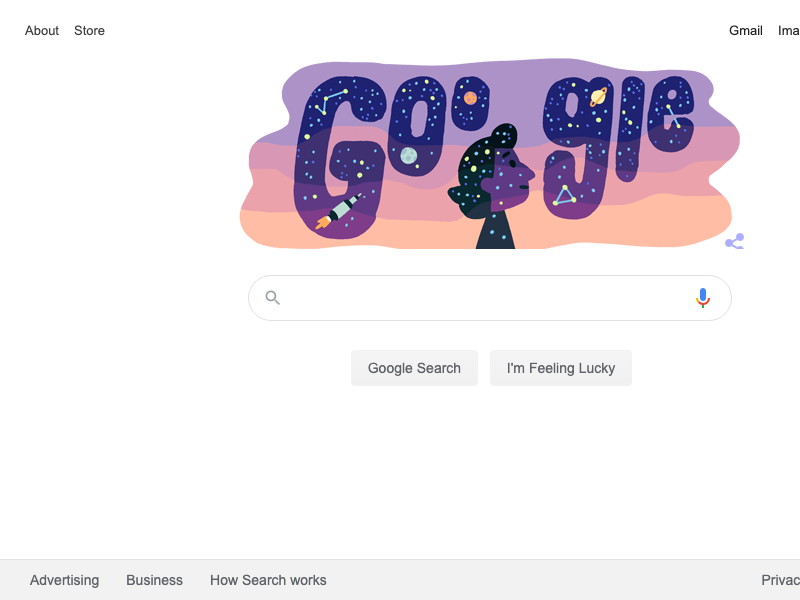 About Store Gmail Ima
Google
Google Search I'm Feeling Lucky
Advertising Business How Search works Privac